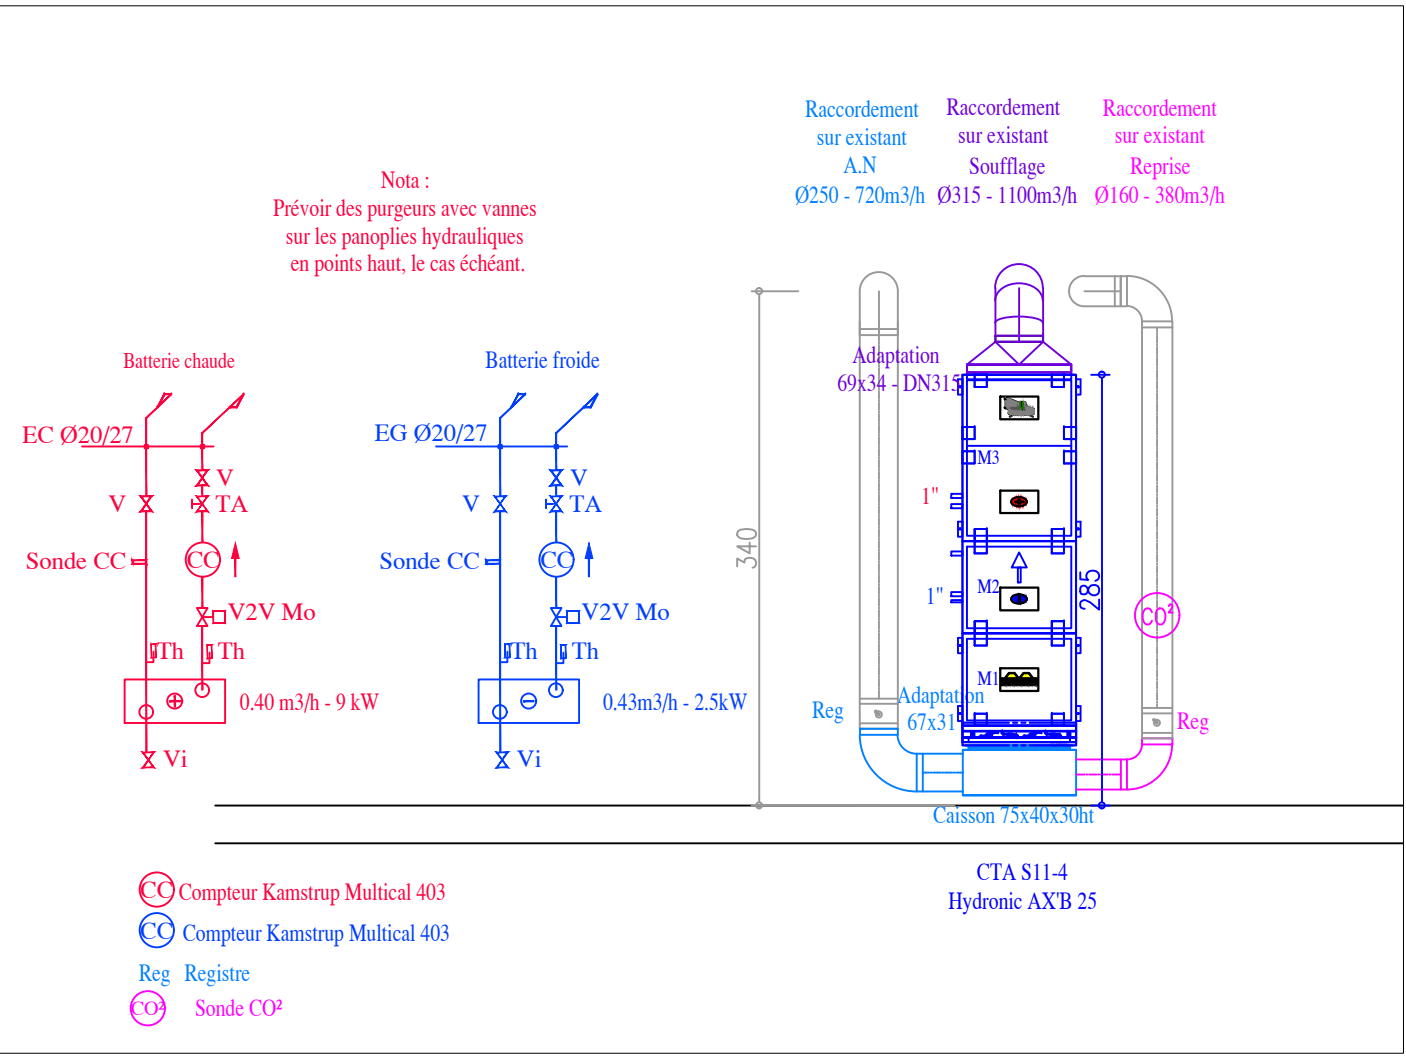 Raccordement
sur existant
A.N
Ø250 - 720m3/h
Raccordement
sur existant
Soufflage
Ø315 - 1100m3/h
Raccordement
sur existant
Reprise
Ø160 - 380m3/h
Nota :
Prévoir des purgeurs avec vannes
sur les panoplies hydrauliques
en points haut, le cas échéant.
Batterie chaude
EC Ø20/27
V
V
TA
Sonde CC
CC
V2V Mo
Th
Th
0.40 m3/h - 9 kW
Vi
Batterie froide
EG Ø20/27
V
V
TA
Sonde CC
CC
V2V Mo
Th
Th
0.43m3/h - 2.5kW
Vi
340
Adaptation
69x34 - DN315
M3
1"
1"
M2
285
CO²
M1
Reg
Adaptation
67x31
Reg
Caisson 75x40x30ht
CTA S11-4
Hydronic AX'B 25
CC Compteur Kamstrup Multical 403
CC Compteur Kamstrup Multical 403
Reg Registre
CO² Sonde CO²